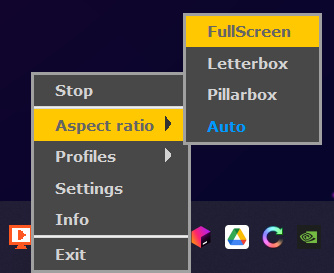 FullScreen
Letterbox
Pillarbox
Auto
Stop
Aspect ratio
Profiles
Settings
Info
Exit